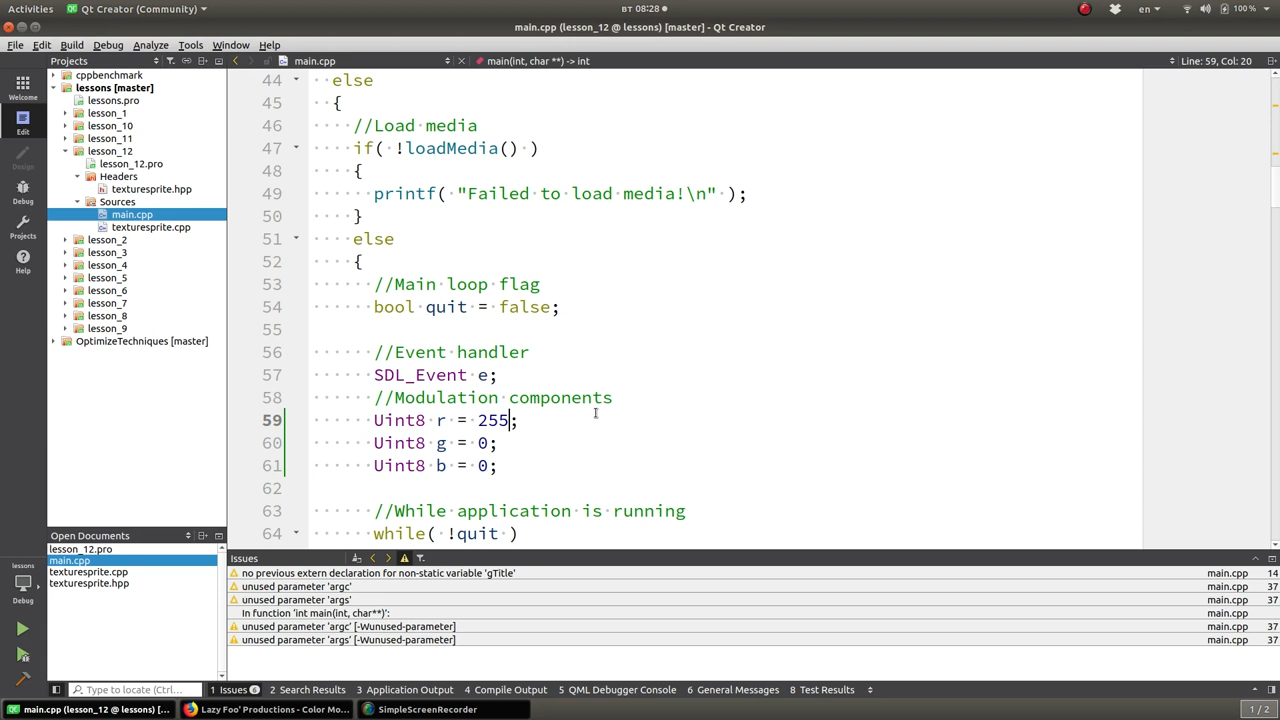 Activities
Qt Creator (Community)
вт 08:28
en
100 %
main.cpp (lesson_12 @ lessons) [master] - Qt Creator
File Edit Build Debug Analyze Tools Window Help
Projects
main.cpp
main(int, char **) -> int
Line: 59, Col: 20
Welcome
Edit
Design
Debug
Projects
Help
cppbenchmark
lessons [master]
lessons.pro
lesson_1
lesson_10
lesson_11
lesson_12
lesson_12.pro
Headers
texturesprite.hpp
Sources
main.cpp
texturesprite.cpp
lesson_2
lesson_3
lesson_4
lesson_5
lesson_6
lesson_7
lesson_8
lesson_9
OptimizeTechniques [master]
44 else
45 {
46 //Load media
47 if( !loadMedia() )
48 {
49 printf( "Failed to load media!\n" );
50 }
51 else
52 {
53 //Main loop flag
54 bool quit = false;
55
56 //Event handler
57 SDL_Event e;
58 //Modulation components
59 Uint8 r = 255;
60 Uint8 g = 0;
61 Uint8 b = 0;
62
63 //While application is running
64 while( !quit )
Open Documents
lesson_12.pro
main.cpp
texturesprite.cpp
texturesprite.hpp
lessons
Debug
Issues
no previous extern declaration for non-static variable 'gTitle' main.cpp 14
unused parameter 'argc' main.cpp 37
unused parameter 'args' main.cpp 37
In function 'int main(int, char**)': main.cpp
unused parameter 'argc' [-Wunused-parameter] main.cpp 37
unused parameter 'args' [-Wunused-parameter] main.cpp 37
Type to locate (...
1 Issues 6
2 Search Results
3 Application Output
4 Compile Output
5 QML Debugger Console
6 General Messages
8 Test Results
main.cpp (lesson_12 @ lessons) [...
Lazy Foo' Productions - Color Mo...
SimpleScreenRecorder
1 / 2